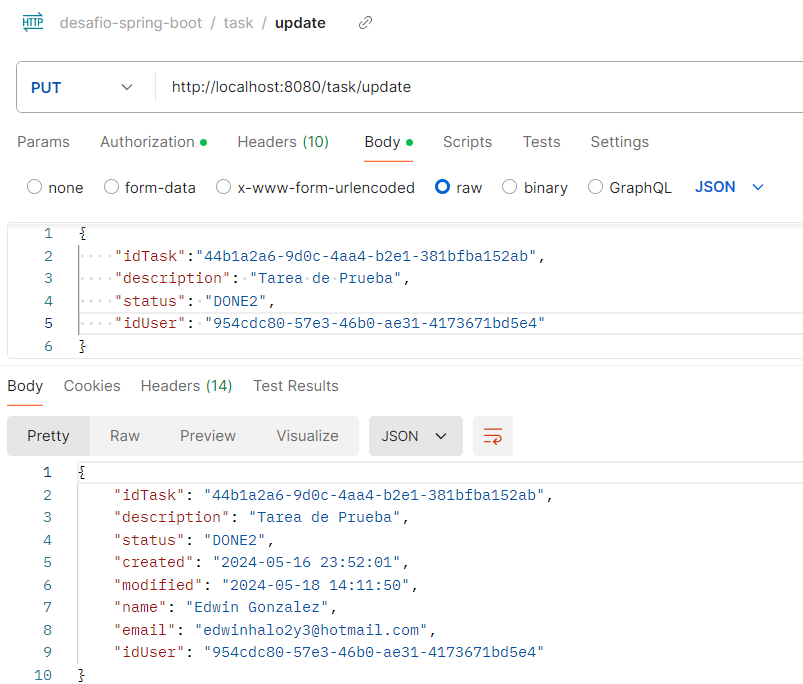 HTTP desafio-spring-boot / task / update
PUT http://localhost:8080/task/update
Params Authorization Headers (10) Body Scripts Tests Settings
none form-data x-www-form-urlencoded raw binary GraphQL JSON
1 {
2 "idTask":"44b1a2a6-9d0c-4aa4-b2e1-381bfba152ab",
3 "description": "Tarea de Prueba",
4 "status": "DONE2",
5 "idUser": "954cdc80-57e3-46b0-ae31-4173671bd5e4"
6 }
Body Cookies Headers (14) Test Results
Pretty Raw Preview Visualize JSON
1 {
2 "idTask": "44b1a2a6-9d0c-4aa4-b2e1-381bfba152ab",
3 "description": "Tarea de Prueba",
4 "status": "DONE2",
5 "created": "2024-05-16 23:52:01",
6 "modified": "2024-05-18 14:11:50",
7 "name": "Edwin Gonzalez",
8 "email": "edwinhalo2y3@hotmail.com",
9 "idUser": "954cdc80-57e3-46b0-ae31-4173671bd5e4"
10 }